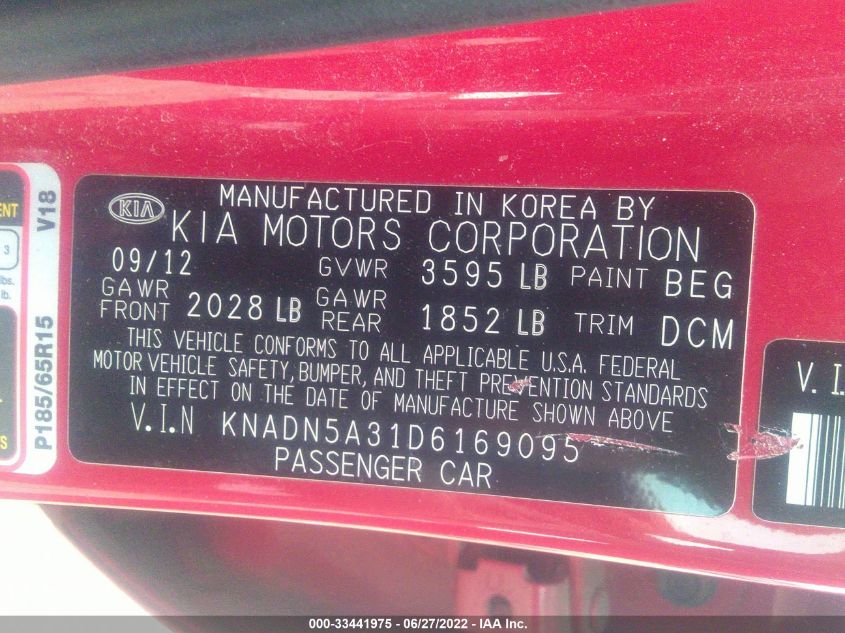 MANUFACTURED IN KOREA BY
KIA
KIA MOTORS CORPORATION
09/12 GVWR 3595 LB PAINT BEG
GAWR FRONT 2028 LB GAWR REAR 1852 LB TRIM DCM
THIS VEHICLE CONFORMS TO ALL APPLICABLE U.S.A. FEDERAL
MOTOR VEHICLE SAFETY, BUMPER, AND THEFT PREVENTION STANDARDS
IN EFFECT ON THE DATE OF MANUFACTURE SHOWN ABOVE
V.I.N KNADN5A31D6169095
PASSENGER CAR
P185/65R15 V18
3
lbs.
lb.
V. I.
000-33441975 - 06/27/2022 - IAA Inc.